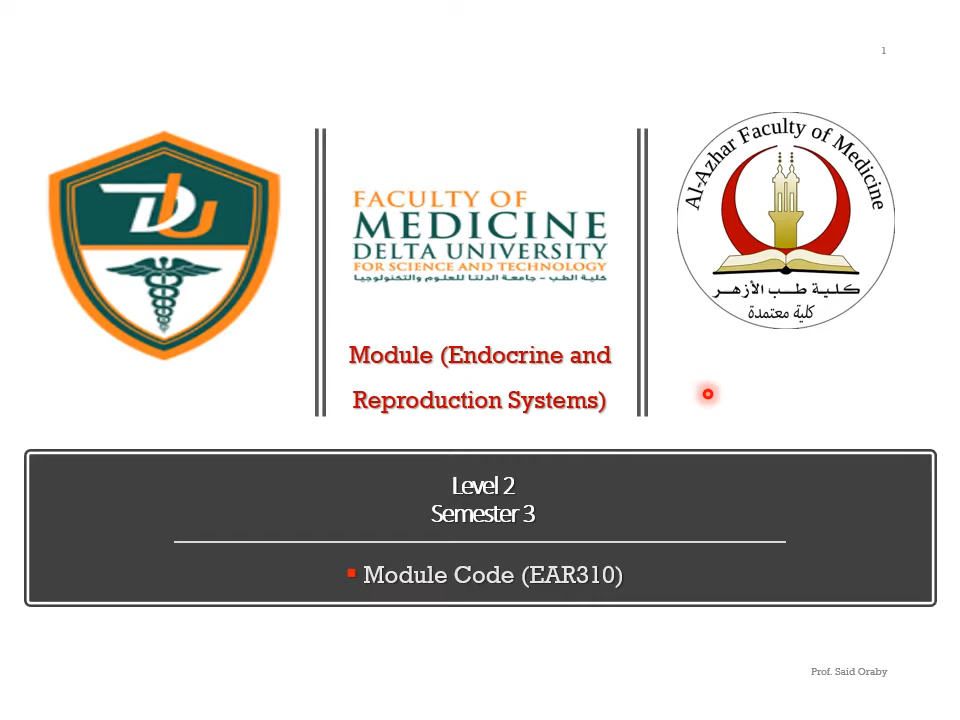 1
DU
FACULTY OF
MEDICINE
DELTA UNIVERSITY
FOR SCIENCE AND TECHNOLOGY
كلية الطب - جامعة الدلتا للعلوم والتكنولوجيا
Al-Azhar Faculty of Medicine
كلية طب الأزهر
كلية معتمدة
Module (Endocrine and
Reproduction Systems)
Level 2
Semester 3
▪ Module Code (EAR310)
Prof. Said Oraby